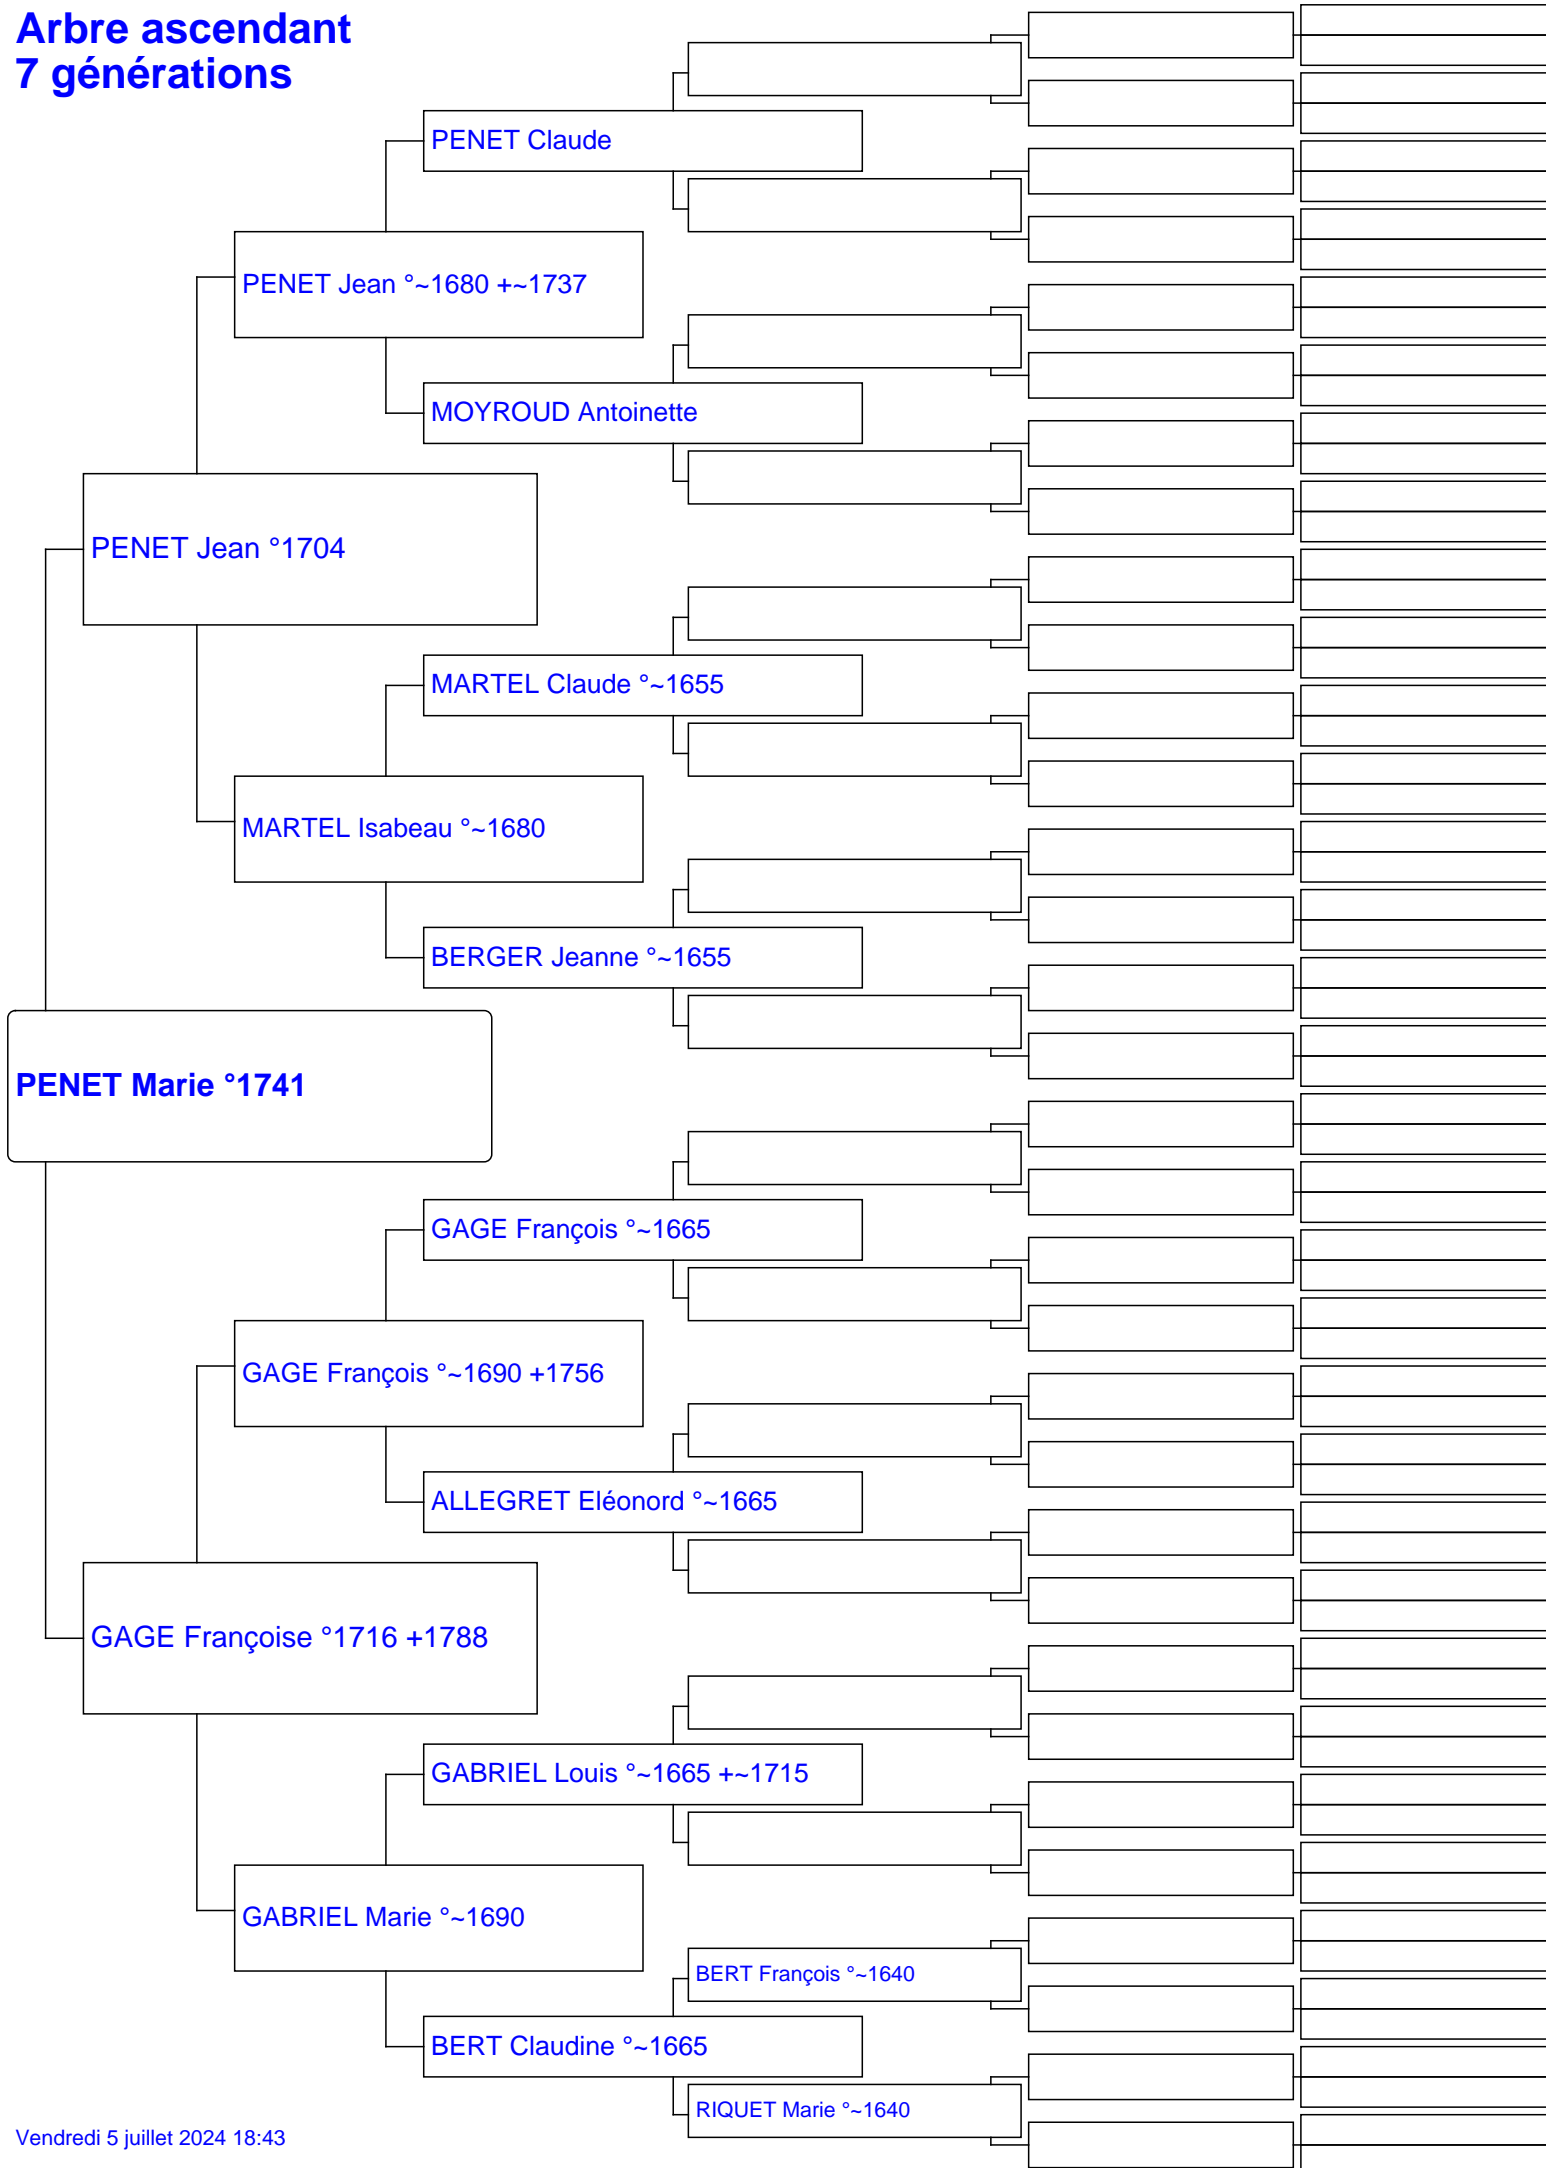 Arbre ascendant
7 générations
PENET Claude
PENET Jean °~1680 +~1737
MOYROUD Antoinette
PENET Jean °1704
MARTEL Claude °~1655
MARTEL Isabeau °~1680
BERGER Jeanne °~1655
PENET Marie °1741
GAGE François °~1665
GAGE François °~1690 +1756
ALLEGRET Eléonord °~1665
GAGE Françoise °1716 +1788
GABRIEL Louis °~1665 +~1715
GABRIEL Marie °~1690
BERT François °~1640
BERT Claudine °~1665
RIQUET Marie °~1640
Vendredi 5 juillet 2024 18:43